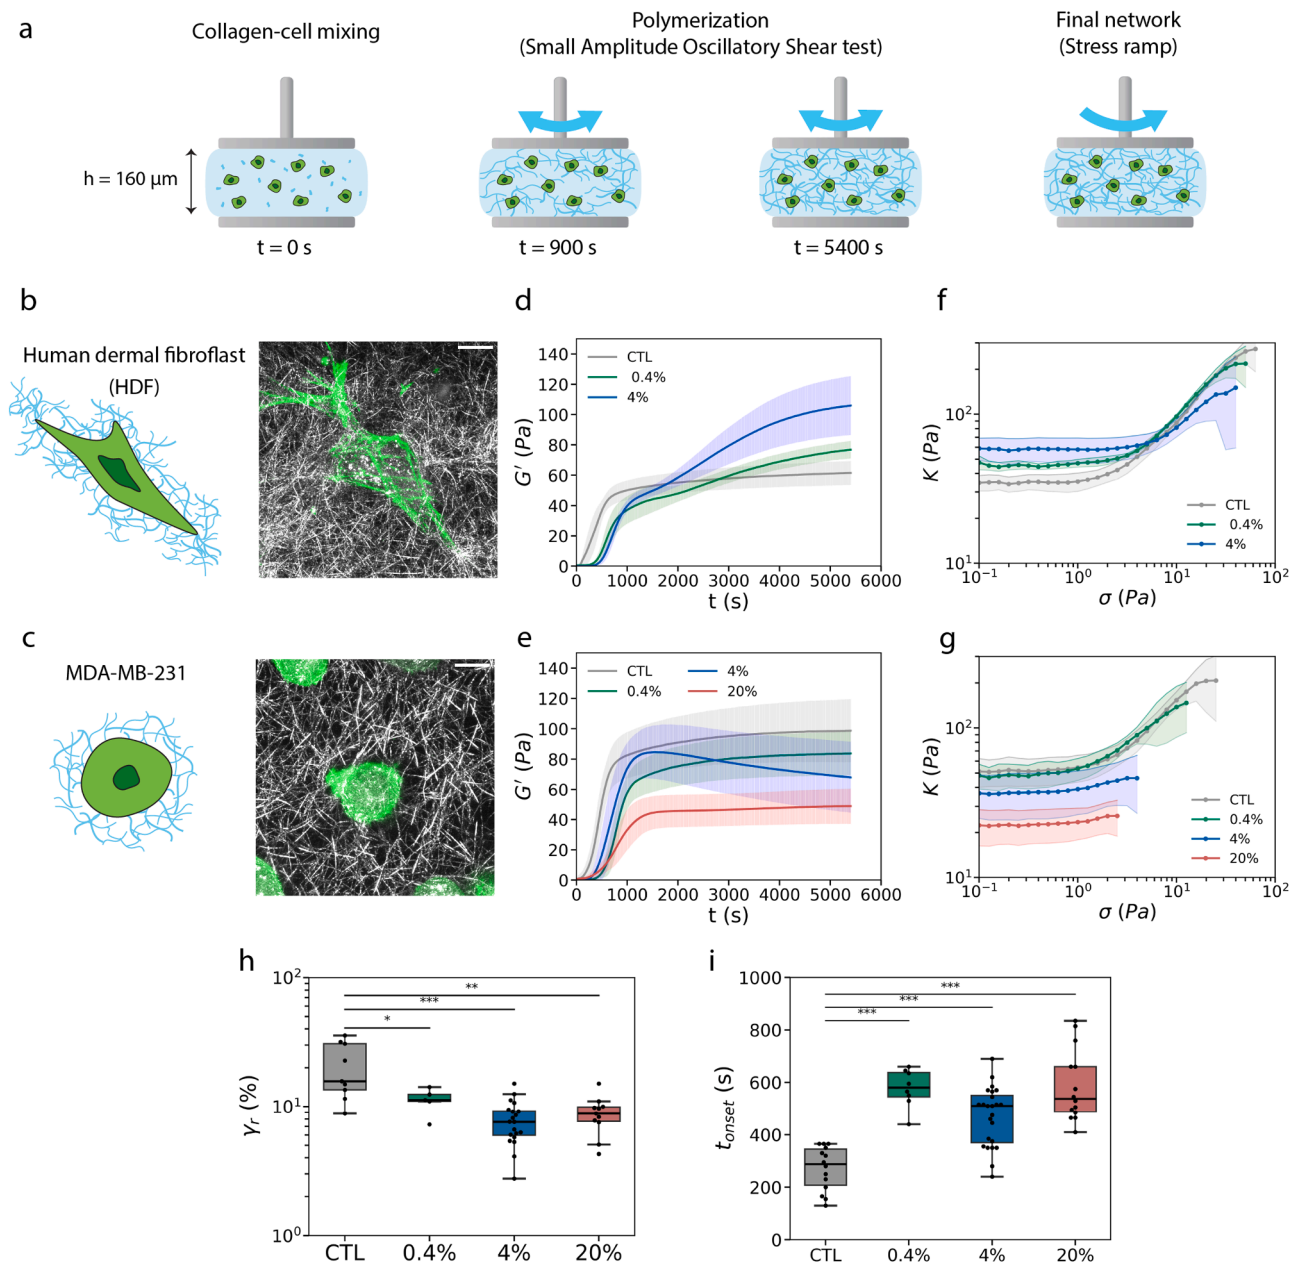 a
Collagen-cell mixing
Polymerization
(Small Amplitude Oscillatory Shear test)
Final network
(Stress ramp)
h = 160 µm
t = 0 s
t = 900 s
t = 5400 s
b
Human dermal fibroflast
(HDF)
d
140
120
100
80
60
40
20
0
G′ (Pa)
CTL
0.4%
4%
0 1000 2000 3000 4000 5000 6000
t (s)
f
10²
10¹
K (Pa)
CTL
0.4%
4%
10⁻¹ 10⁰ 10¹ 10²
σ (Pa)
c
MDA-MB-231
e
140
120
100
80
60
40
20
0
G′ (Pa)
CTL 4%
0.4% 20%
0 1000 2000 3000 4000 5000 6000
t (s)
g
10²
10¹
K (Pa)
CTL
0.4%
4%
20%
10⁻¹ 10⁰ 10¹ 10²
σ (Pa)
h
10²
10¹
10⁰
γr (%)
**
***
*
CTL 0.4% 4% 20%
i
1000
800
600
400
200
0
tonset (s)
***
***
***
CTL 0.4% 4% 20%